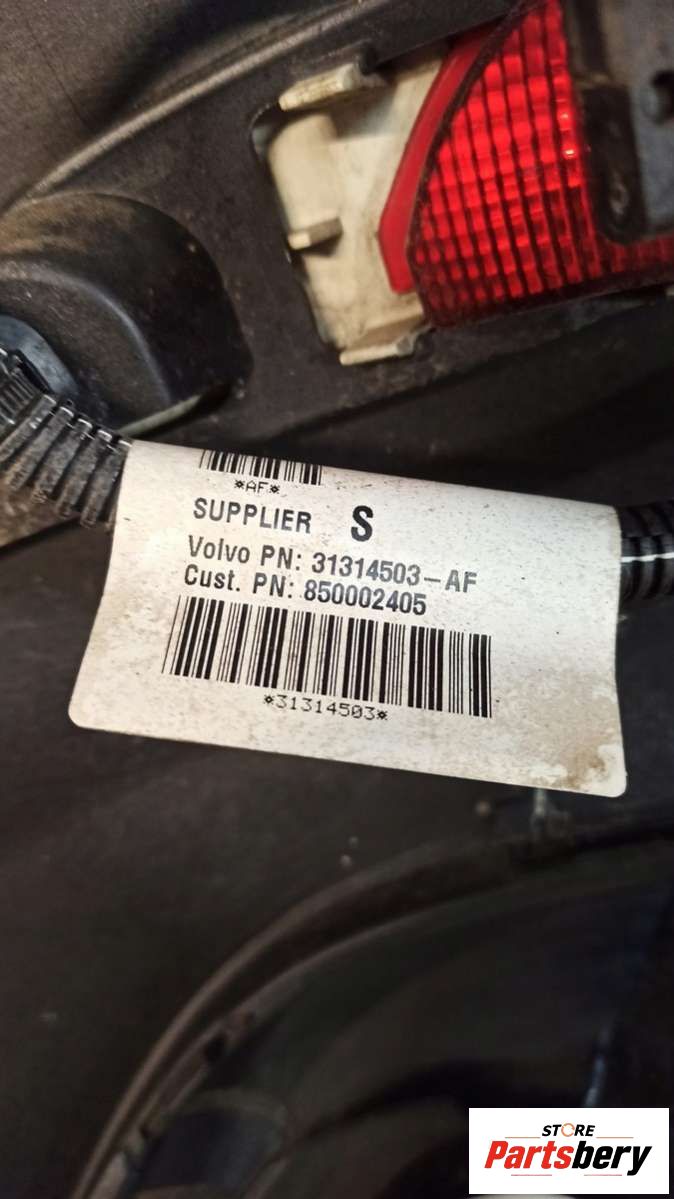 *AF*
SUPPLIER S
Volvo PN: 31314503-AF
Cust. PN: 850002405
*31314503*
STORE
Partsbery